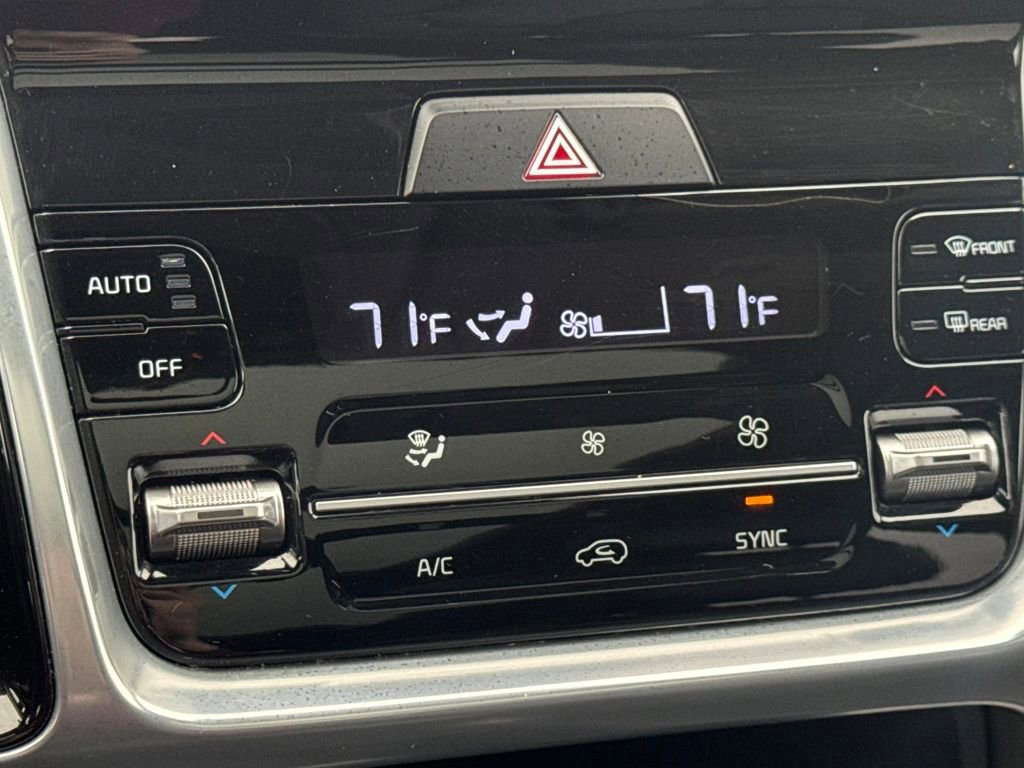 AUTO
OFF
71°F
71°F
FRONT
REAR
A/C
SYNC